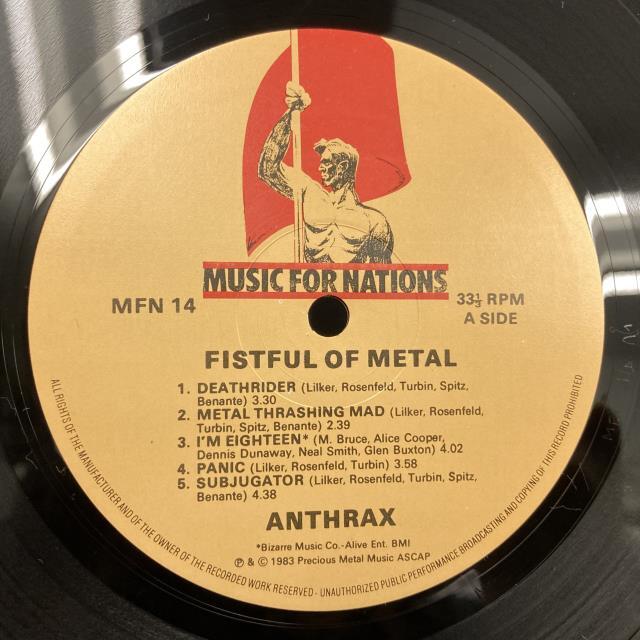 MUSIC FOR NATIONS
MFN 14
33⅓ RPM
A SIDE
FISTFUL OF METAL
1. DEATHRIDER (Lilker, Rosenfeld, Turbin, Spitz,
Benante) 3.30
2. METAL THRASHING MAD (Lilker, Rosenfeld,
Turbin, Spitz, Benante) 2.39
3. I'M EIGHTEEN* (M. Bruce, Alice Cooper,
Dennis Dunaway, Neal Smith, Glen Buxton) 4.02
4. PANIC (Lilker, Rosenfeld, Turbin) 3.58
5. SUBJUGATOR (Lilker, Rosenfeld, Turbin, Spitz,
Benante) 4.38
ANTHRAX
*Bizarre Music Co.-Alive Ent. BMI
℗ & © 1983 Precious Metal Music ASCAP
ALL RIGHTS OF THE MANUFACTURER AND OF THE OWNER OF THE RECORDED WORK RESERVED - UNAUTHORIZED PUBLIC PERFORMANCE BROADCASTING AND COPYING OF THIS RECORD PROHIBITED